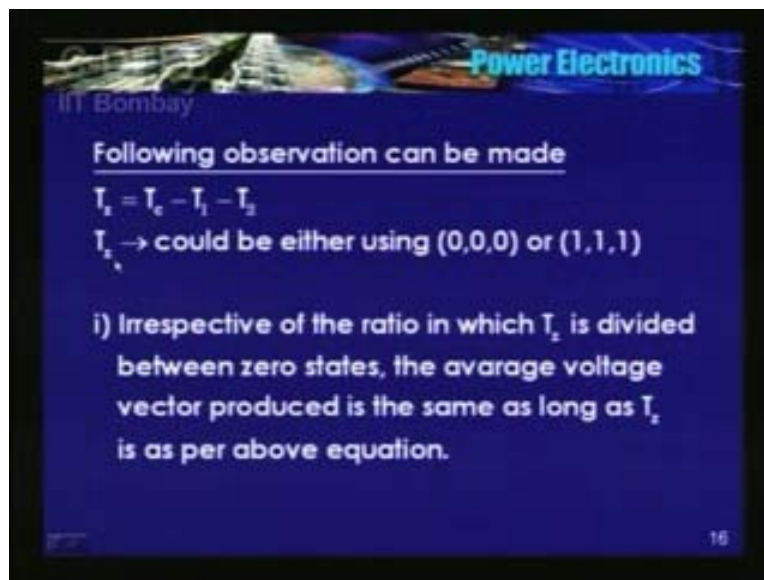 Power Electronics
IIT Bombay
Following observation can be made
T_z = T_c − T_1 − T_2
T_z → could be either using (0,0,0) or (1,1,1)
i) Irrespective of the ratio in which T_z is divided
between zero states, the avarage voltage
vector produced is the same as long as T_z
is as per above equation.
16